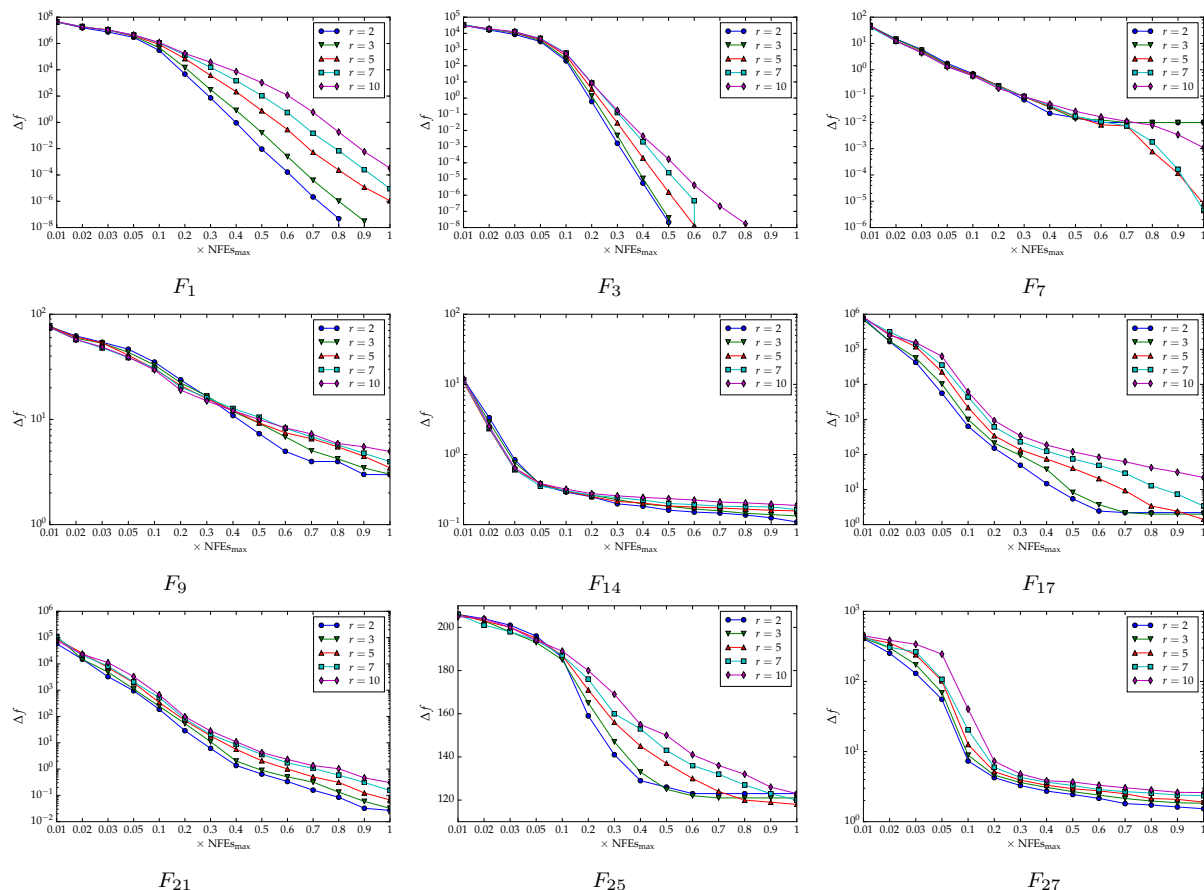 10^8
10^6
10^4
10^2
10^0
10^-2
10^-4
10^-6
10^-8
Δf
0.01 0.02 0.03 0.05 0.1 0.2 0.3 0.4 0.5 0.6 0.7 0.8 0.9 1
× NFEs_max
r = 2
r = 3
r = 5
r = 7
r = 10
F_1
10^5
10^4
10^3
10^2
10^1
10^0
10^-1
10^-2
10^-3
10^-4
10^-5
10^-6
10^-7
10^-8
Δf
0.01 0.02 0.03 0.05 0.1 0.2 0.3 0.4 0.5 0.6 0.7 0.8 0.9 1
× NFEs_max
r = 2
r = 3
r = 5
r = 7
r = 10
F_3
10^2
10^1
10^0
10^-1
10^-2
10^-3
10^-4
10^-5
10^-6
Δf
0.01 0.02 0.03 0.05 0.1 0.2 0.3 0.4 0.5 0.6 0.7 0.8 0.9 1
× NFEs_max
r = 2
r = 3
r = 5
r = 7
r = 10
F_7
10^2
10^1
10^0
Δf
0.01 0.02 0.03 0.05 0.1 0.2 0.3 0.4 0.5 0.6 0.7 0.8 0.9 1
× NFEs_max
r = 2
r = 3
r = 5
r = 7
r = 10
F_9
10^2
10^1
10^0
10^-1
Δf
0.01 0.02 0.03 0.05 0.1 0.2 0.3 0.4 0.5 0.6 0.7 0.8 0.9 1
× NFEs_max
r = 2
r = 3
r = 5
r = 7
r = 10
F_14
10^6
10^5
10^4
10^3
10^2
10^1
10^0
Δf
0.01 0.02 0.03 0.05 0.1 0.2 0.3 0.4 0.5 0.6 0.7 0.8 0.9 1
× NFEs_max
r = 2
r = 3
r = 5
r = 7
r = 10
F_17
10^6
10^5
10^4
10^3
10^2
10^1
10^0
10^-1
10^-2
Δf
0.01 0.02 0.03 0.05 0.1 0.2 0.3 0.4 0.5 0.6 0.7 0.8 0.9 1
× NFEs_max
r = 2
r = 3
r = 5
r = 7
r = 10
F_21
200
180
160
140
120
Δf
0.01 0.02 0.03 0.05 0.1 0.2 0.3 0.4 0.5 0.6 0.7 0.8 0.9 1
× NFEs_max
r = 2
r = 3
r = 5
r = 7
r = 10
F_25
10^3
10^2
10^1
10^0
Δf
0.01 0.02 0.03 0.05 0.1 0.2 0.3 0.4 0.5 0.6 0.7 0.8 0.9 1
× NFEs_max
r = 2
r = 3
r = 5
r = 7
r = 10
F_27